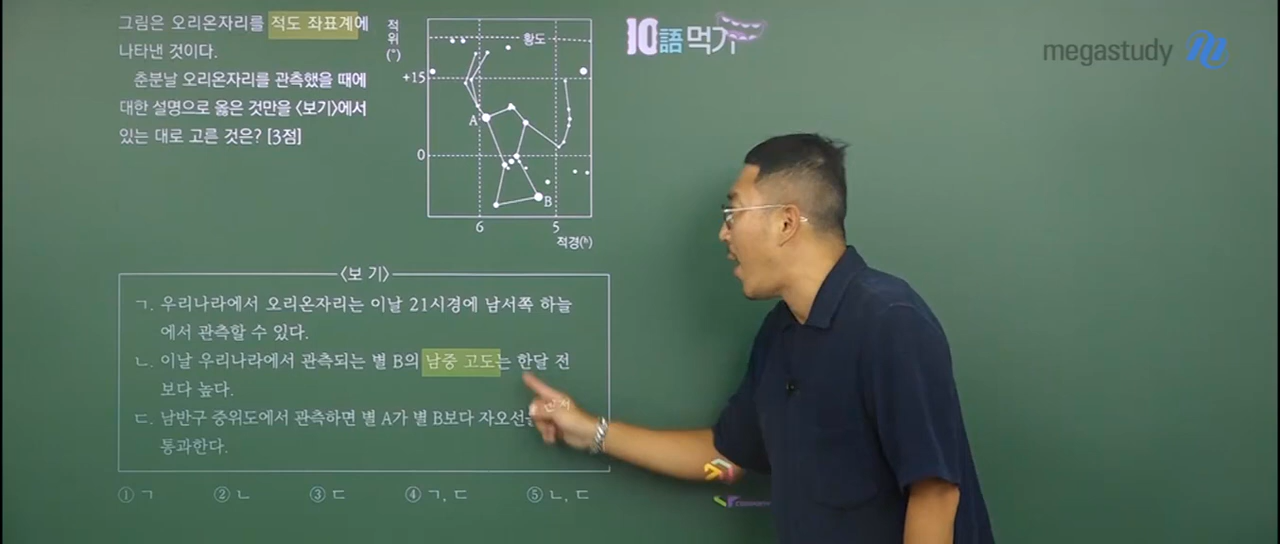 그림은 오리온자리를 적도 좌표계에
나타낸 것이다.
춘분날 오리온자리를 관측했을 때에
대한 설명으로 옳은 것만을 <보기>에서
있는 대로 고른 것은? [3점]
적위(°)
황도
+15
A
0
B
6 5
적경(h)
10語먹기
megastudy
<보 기>
ㄱ. 우리나라에서 오리온자리는 이날 21시경에 남서쪽 하늘
에서 관측할 수 있다.
ㄴ. 이날 우리나라에서 관측되는 별 B의 남중 고도는 한달 전
보다 높다.
ㄷ. 남반구 중위도에서 관측하면 별 A가 별 B보다 자오선을
통과한다.
① ㄱ ② ㄴ ③ ㄷ ④ ㄱ, ㄷ ⑤ ㄴ, ㄷ